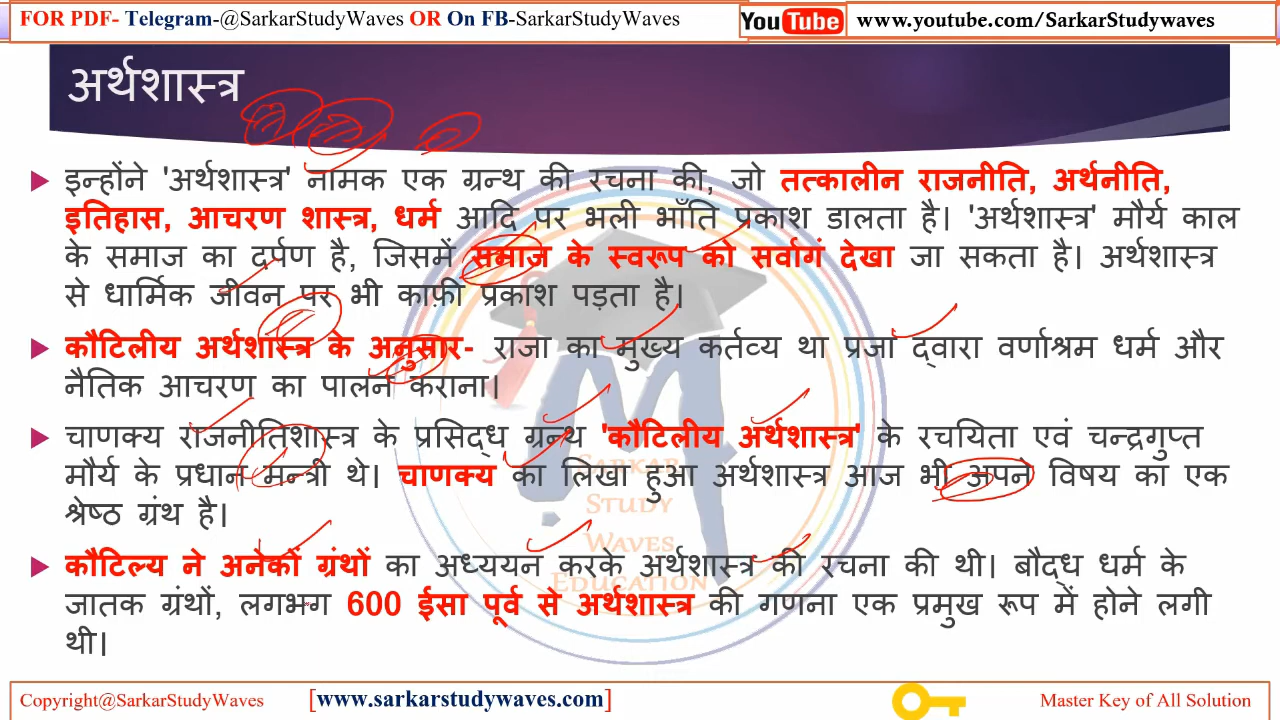 FOR PDF- Telegram-@SarkarStudyWaves OR On FB-SarkarStudyWaves
YouTube www.youtube.com/SarkarStudywaves
अर्थशास्त्र
इन्होंने 'अर्थशास्त्र' नामक एक ग्रन्थ की रचना की, जो तत्कालीन राजनीति, अर्थनीति,
इतिहास, आचरण शास्त्र, धर्म आदि पर भली भाँति प्रकाश डालता है। 'अर्थशास्त्र' मौर्य काल
के समाज का दर्पण है, जिसमें समाज के स्वरूप को सर्वागं देखा जा सकता है। अर्थशास्त्र
से धार्मिक जीवन पर भी काफ़ी प्रकाश पड़ता है।
कौटिलीय अर्थशास्त्र के अनुसार- राजा का मुख्य कर्तव्य था प्रजा द्वारा वर्णाश्रम धर्म और
नैतिक आचरण का पालन कराना।
चाणक्य राजनीतिशास्त्र के प्रसिद्ध ग्रन्थ 'कौटिलीय अर्थशास्त्र' के रचयिता एवं चन्द्रगुप्त
मौर्य के प्रधान मन्त्री थे। चाणक्य का लिखा हुआ अर्थशास्त्र आज भी अपने विषय का एक
श्रेष्ठ ग्रंथ है।
कौटिल्य ने अनेकों ग्रंथों का अध्ययन करके अर्थशास्त्र की रचना की थी। बौद्ध धर्म के
जातक ग्रंथों, लगभग 600 ईसा पूर्व से अर्थशास्त्र की गणना एक प्रमुख रूप में होने लगी
थी।
Sarkar
Study
Waves
Education
Copyright@SarkarStudyWaves
[www.sarkarstudywaves.com]
Master Key of All Solution